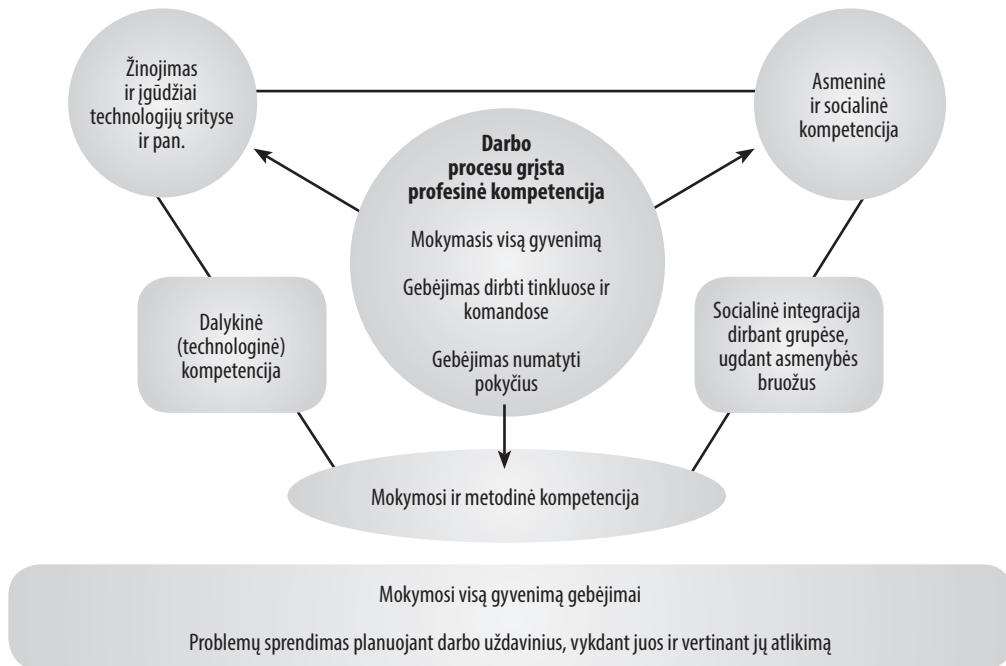 Žinojimas
ir įgūdžiai
technologijų srityse
ir pan.
Asmeninė
ir socialinė
kompetencija
Darbo
procesu grįsta
profesinė kompetencija
Mokymasis visą gyvenimą
Gebėjimas dirbti tinkluose ir
komandose
Gebėjimas numatyti
pokyčius
Dalykinė
(technologinė)
kompetencija
Socialinė integracija
dirbant grupėse,
ugdant asmenybės
bruožus
Mokymosi ir metodinė kompetencija
Mokymosi visą gyvenimą gebėjimai
Problemų sprendimas planuojant darbo uždavinius, vykdant juos ir vertinant jų atlikimą